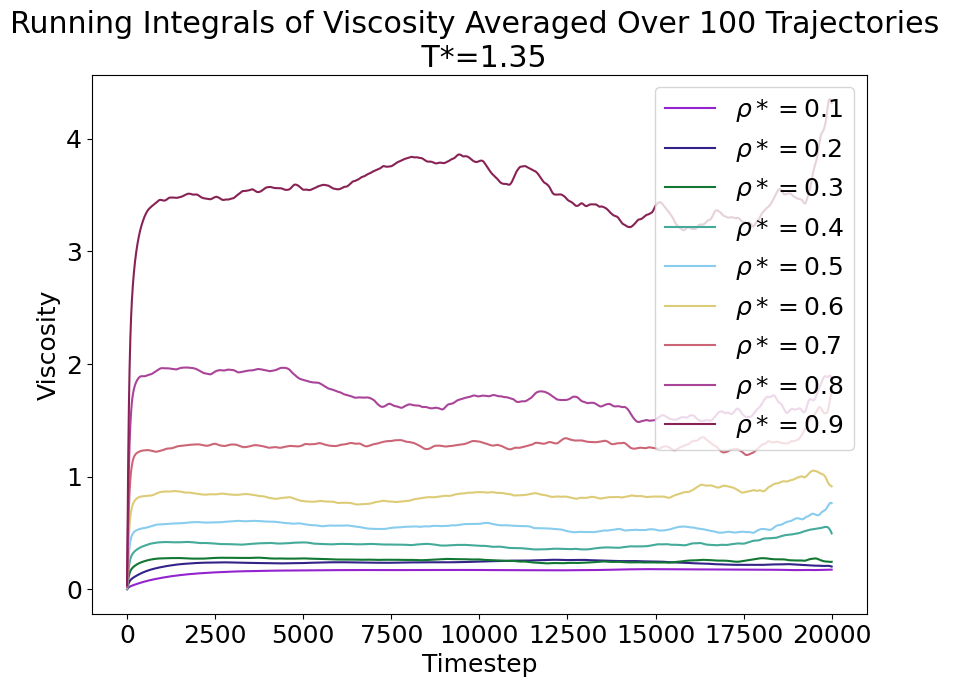 Running Integrals of Viscosity Averaged Over 100 Trajectories
T*=1.35
ρ* = 0.1
ρ* = 0.2
ρ* = 0.3
ρ* = 0.4
ρ* = 0.5
ρ* = 0.6
ρ* = 0.7
ρ* = 0.8
ρ* = 0.9
4
3
2
1
0
Viscosity
0 2500 5000 7500 10000 12500 15000 17500 20000
Timestep